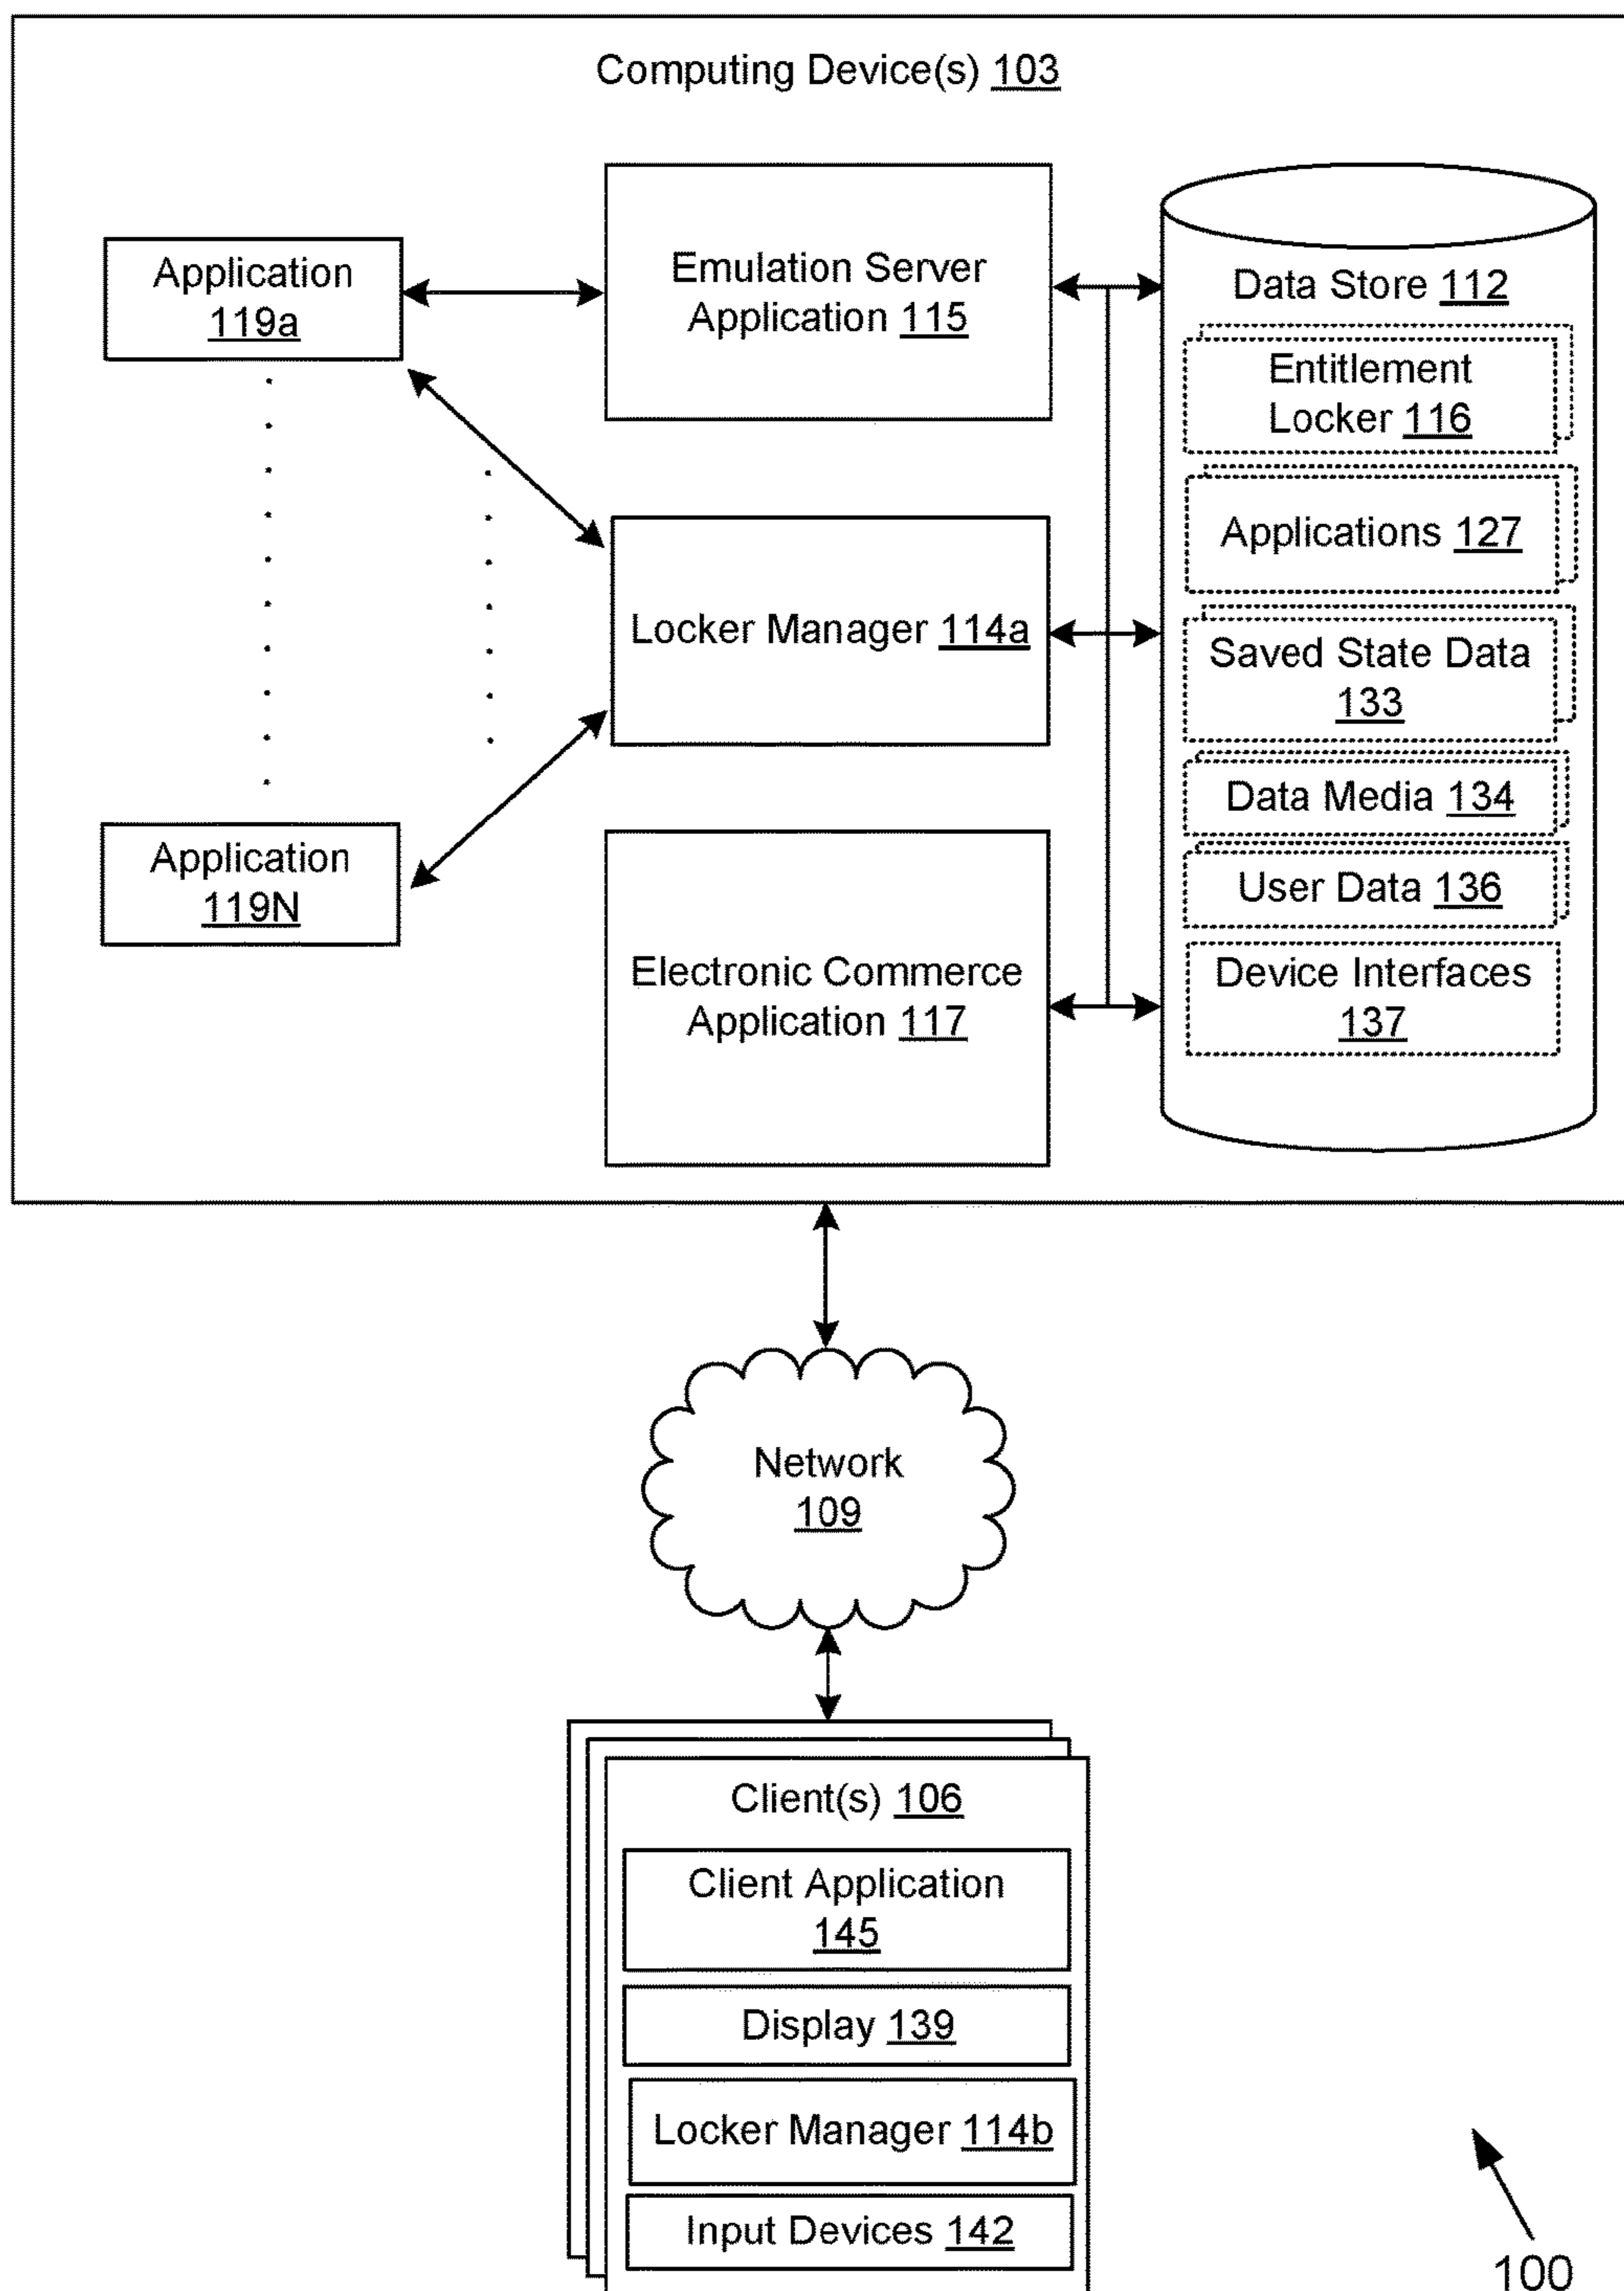 Computing Device(s) 103
Application
119a
Emulation Server
Application 115
Data Store 112
Entitlement
Locker 116
Applications 127
Locker Manager 114a
Saved State Data
133
Data Media 134
Application
119N
User Data 136
Electronic Commerce
Application 117
Device Interfaces
137
Network
109
Client(s) 106
Client Application
145
Display 139
Locker Manager 114b
Input Devices 142
100